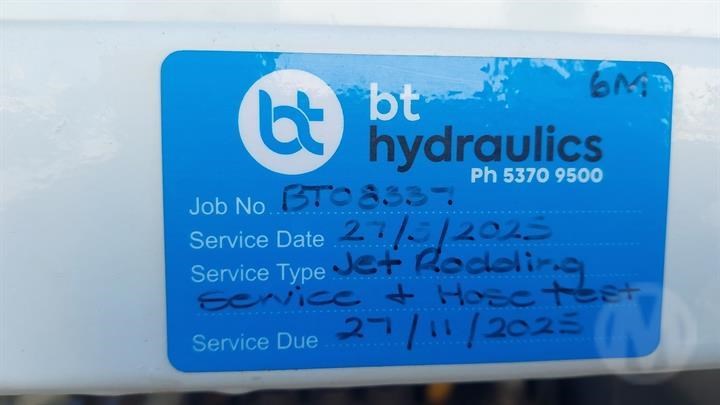 6M
bt
bt
hydraulics
Ph 5370 9500
Job No BT08337
Service Date 27/5/2025
Service Type Jet Rodding
Service & Hose test
Service Due 27/11/2025
M